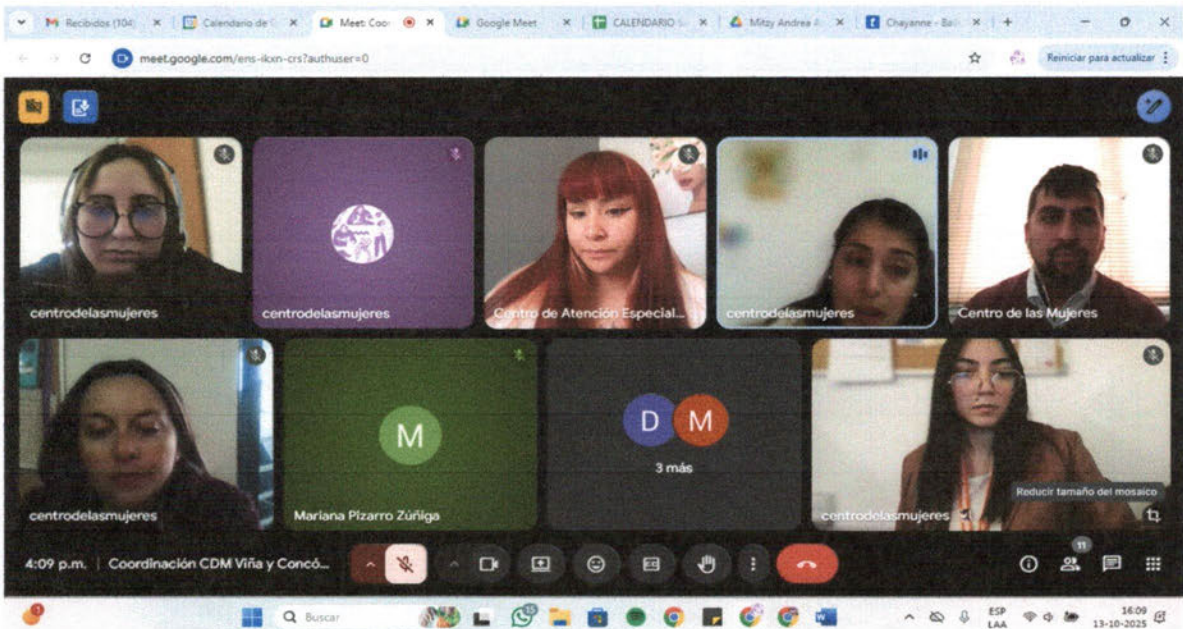 Recibidos (104)
Calendario de
Meet: Coor
Google Meet
CALENDARIO
Mitzy Andrea A
Chayanne - Bail
meet.google.com/ens-ikxn-crs?authuser=0
Reiniciar para actualizar
centrodelasmujeres
centrodelasmujeres
Centro de Atención Especial...
centrodelasmujeres
Centro de las Mujeres
centrodelasmujeres
M
Mariana Pizarro Zúñiga
D M
3 más
Reducir tamaño del mosaico
centrodelasmujeres
4:09 p.m. | Coordinación CDM Viña y Concó...
11
Buscar
15
ESP
LAA
16:09
13-10-2025